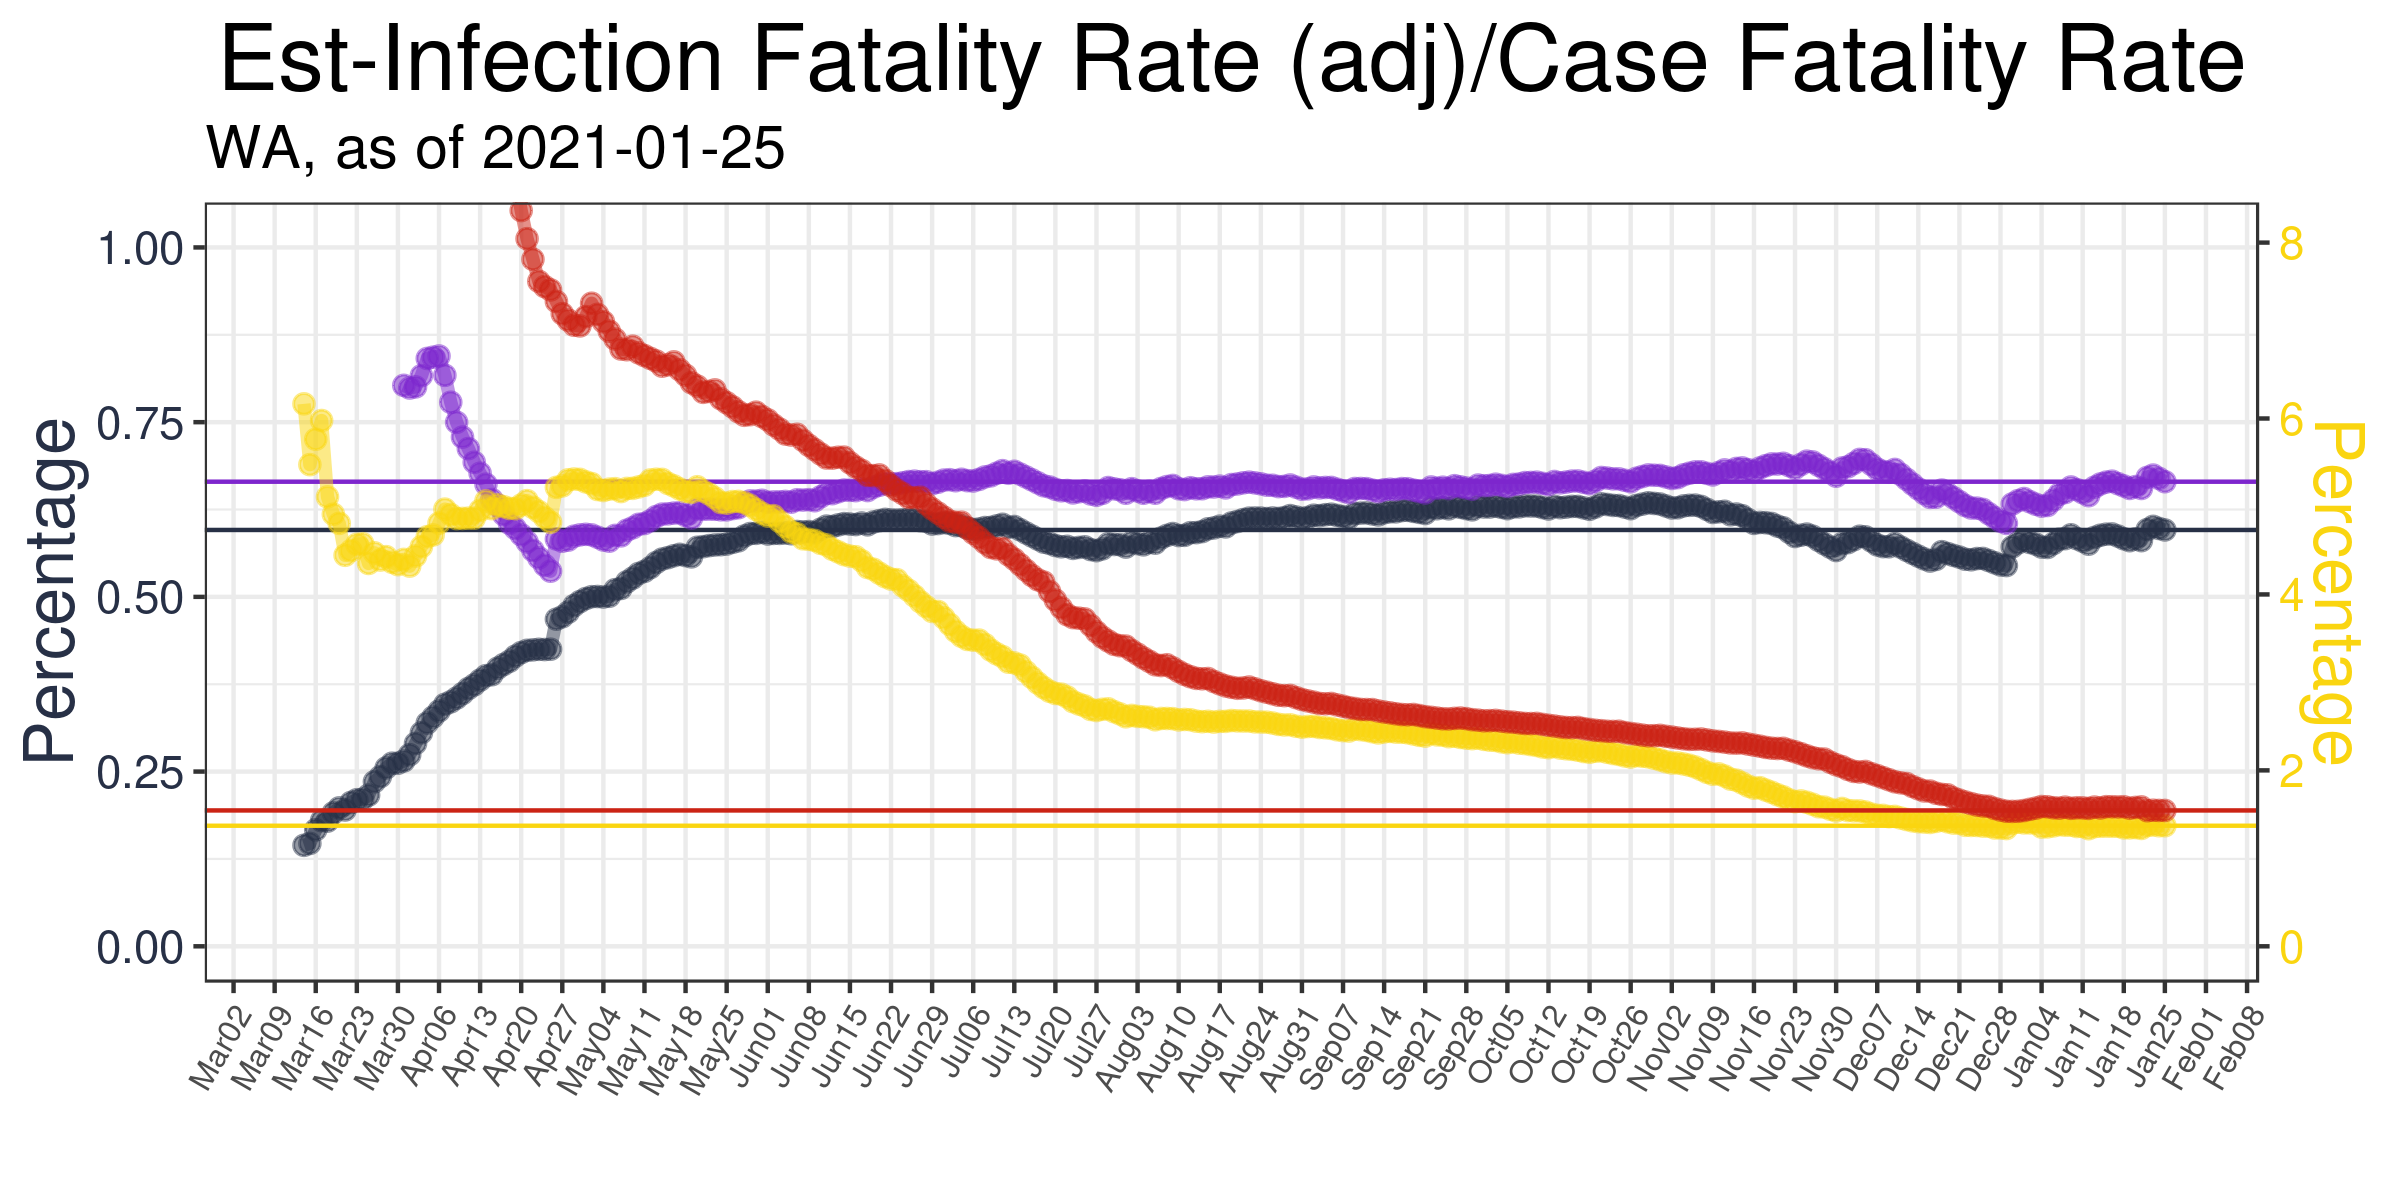 Est-Infection Fatality Rate (adj)/Case Fatality Rate
WA, as of 2021-01-25
Percentage
1.00
0.75
0.50
0.25
0.00
8
6
4
2
0
Percentage
Mar02
Mar09
Mar16
Mar23
Mar30
Apr06
Apr13
Apr20
Apr27
May04
May11
May18
May25
Jun01
Jun08
Jun15
Jun22
Jun29
Jul06
Jul13
Jul20
Jul27
Aug03
Aug10
Aug17
Aug24
Aug31
Sep07
Sep14
Sep21
Sep28
Oct05
Oct12
Oct19
Oct26
Nov02
Nov09
Nov16
Nov23
Nov30
Dec07
Dec14
Dec21
Dec28
Jan04
Jan11
Jan18
Jan25
Feb01
Feb08